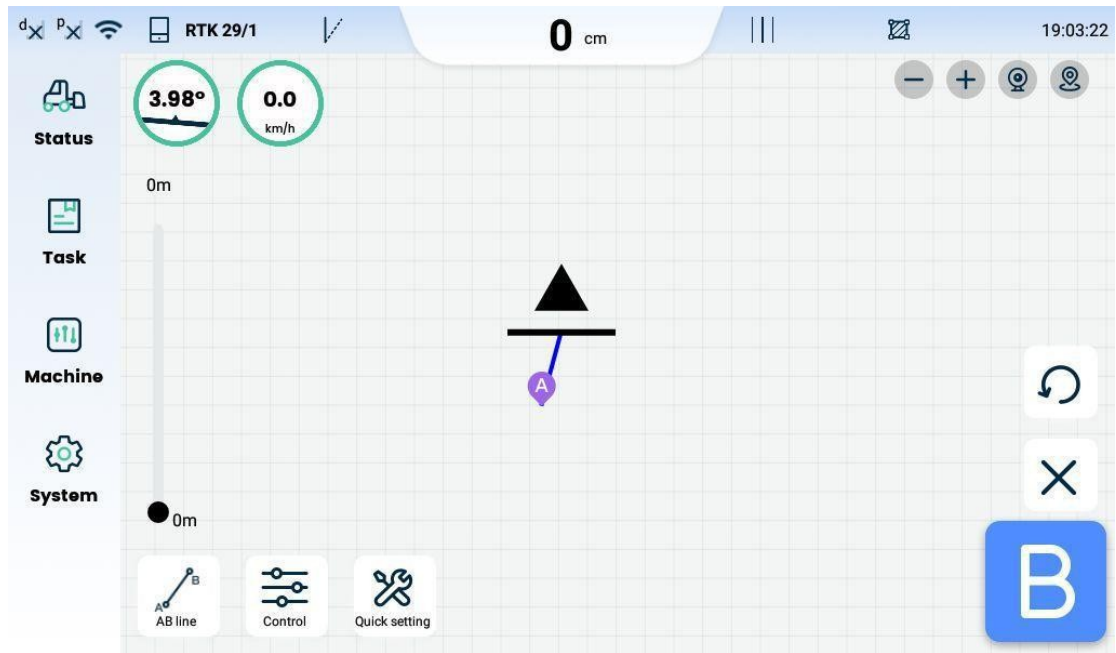 d P RTK 29/1 0 cm 19:03:22
3.98° 0.0
km/h
Status
0m
Task
A
Machine
System
0m
A B
AB line Control Quick setting
B